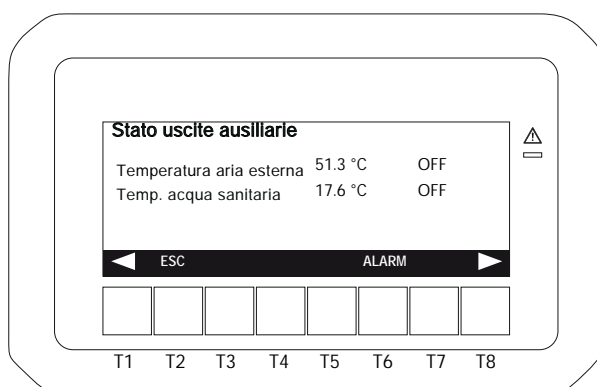 Stato uscite ausiliarie
Temperatura aria esterna 51.3 °C OFF
Temp. acqua sanitaria 17.6 °C OFF
ESC ALARM
T1 T2 T3 T4 T5 T6 T7 T8